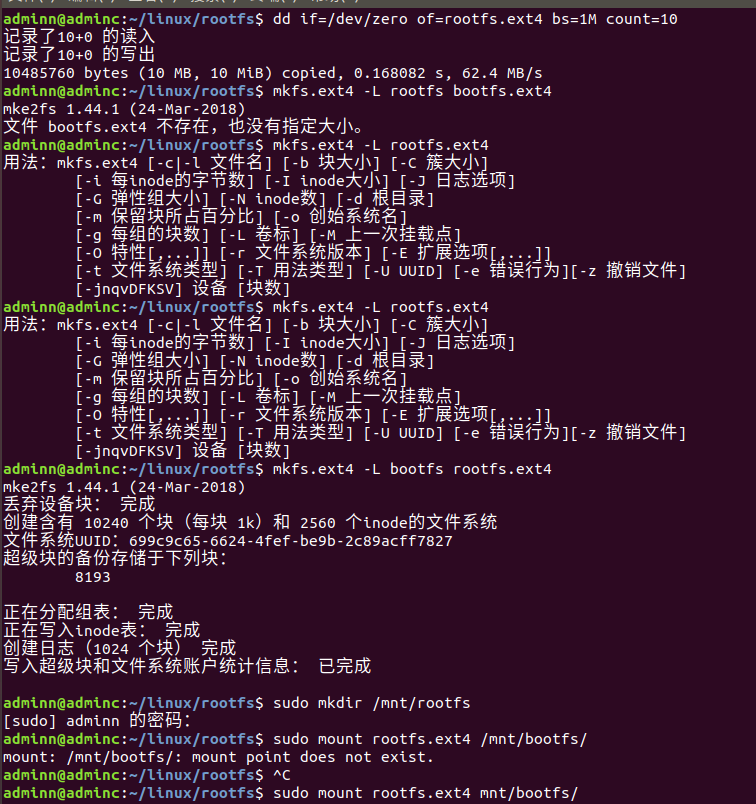 adminn@adminc:~/linux/rootfs$ dd if=/dev/zero of=rootfs.ext4 bs=1M count=10
记录了10+0 的读入
记录了10+0 的写出
10485760 bytes (10 MB, 10 MiB) copied, 0.168082 s, 62.4 MB/s
adminn@adminc:~/linux/rootfs$ mkfs.ext4 -L rootfs bootfs.ext4
mke2fs 1.44.1 (24-Mar-2018)
文件 bootfs.ext4 不存在，也没有指定大小。
adminn@adminc:~/linux/rootfs$ mkfs.ext4 -L rootfs.ext4
用法：mkfs.ext4 [-c|-l 文件名] [-b 块大小] [-C 簇大小]
[-i 每inode的字节数] [-I inode大小] [-J 日志选项]
[-G 弹性组大小] [-N inode数] [-d 根目录]
[-m 保留块所占百分比] [-o 创始系统名]
[-g 每组的块数] [-L 卷标] [-M 上一次挂载点]
[-O 特性[,...]] [-r 文件系统版本] [-E 扩展选项[,...]]
[-t 文件系统类型] [-T 用法类型] [-U UUID] [-e 错误行为][-z 撤销文件]
[-jnqvDFKSV] 设备 [块数]
adminn@adminc:~/linux/rootfs$ mkfs.ext4 -L rootfs.ext4
用法：mkfs.ext4 [-c|-l 文件名] [-b 块大小] [-C 簇大小]
[-i 每inode的字节数] [-I inode大小] [-J 日志选项]
[-G 弹性组大小] [-N inode数] [-d 根目录]
[-m 保留块所占百分比] [-o 创始系统名]
[-g 每组的块数] [-L 卷标] [-M 上一次挂载点]
[-O 特性[,...]] [-r 文件系统版本] [-E 扩展选项[,...]]
[-t 文件系统类型] [-T 用法类型] [-U UUID] [-e 错误行为][-z 撤销文件]
[-jnqvDFKSV] 设备 [块数]
adminn@adminc:~/linux/rootfs$ mkfs.ext4 -L bootfs rootfs.ext4
mke2fs 1.44.1 (24-Mar-2018)
丢弃设备块： 完成
创建含有 10240 个块（每块 1k）和 2560 个inode的文件系统
文件系统UUID：699c9c65-6624-4fef-be9b-2c89acff7827
超级块的备份存储于下列块：
8193
正在分配组表： 完成
正在写入inode表： 完成
创建日志（1024 个块） 完成
写入超级块和文件系统账户统计信息： 已完成
adminn@adminc:~/linux/rootfs$ sudo mkdir /mnt/rootfs
[sudo] adminn 的密码：
adminn@adminc:~/linux/rootfs$ sudo mount rootfs.ext4 /mnt/bootfs/
mount: /mnt/bootfs/: mount point does not exist.
adminn@adminc:~/linux/rootfs$ ^C
adminn@adminc:~/linux/rootfs$ sudo mount rootfs.ext4 mnt/bootfs/